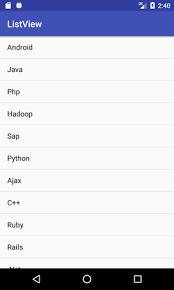 2:40
ListView
Android
Java
Php
Hadoop
Sap
Python
Ajax
C++
Ruby
Rails